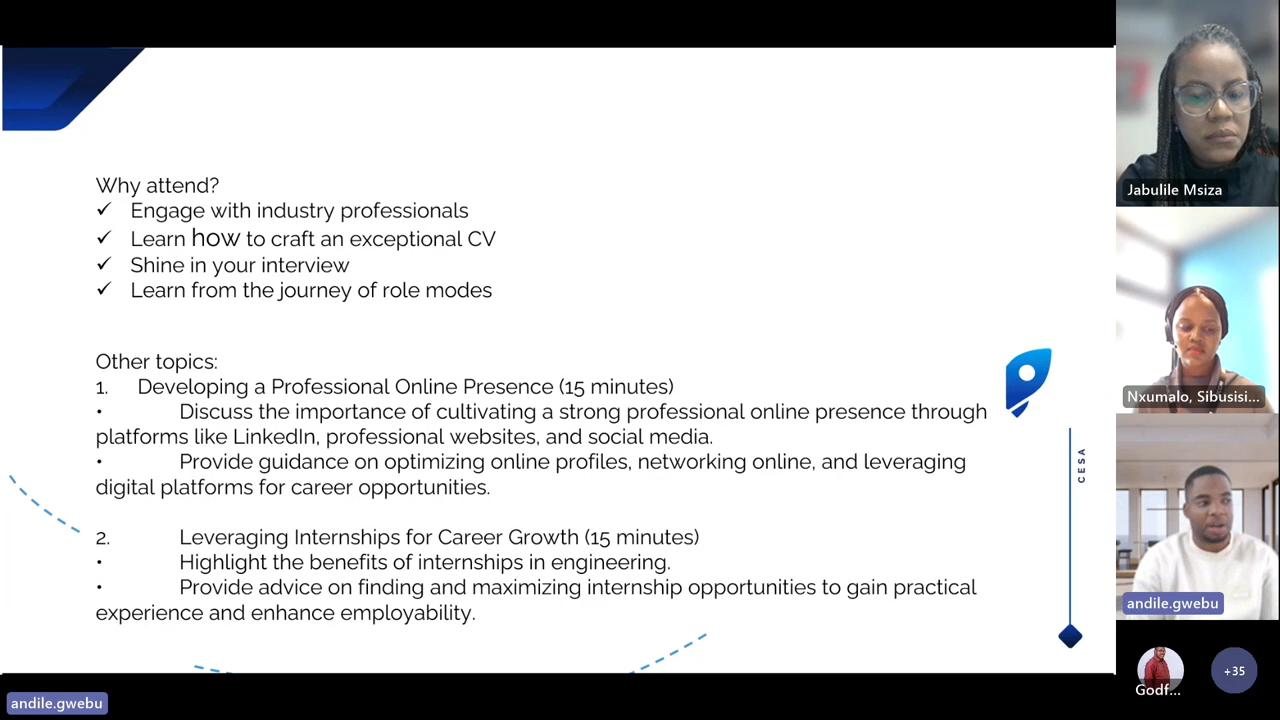 Why attend?
✓ Engage with industry professionals
✓ Learn how to craft an exceptional CV
✓ Shine in your interview
✓ Learn from the journey of role modes
Other topics:
1. Developing a Professional Online Presence (15 minutes)
• Discuss the importance of cultivating a strong professional online presence through
platforms like LinkedIn, professional websites, and social media.
• Provide guidance on optimizing online profiles, networking online, and leveraging
digital platforms for career opportunities.
2. Leveraging Internships for Career Growth (15 minutes)
• Highlight the benefits of internships in engineering.
• Provide advice on finding and maximizing internship opportunities to gain practical
experience and enhance employability.
CESA
Jabulile Msiza
Nxumalo, Sibusisi...
andile.gwebu
Godf...
+35
andile.gwebu